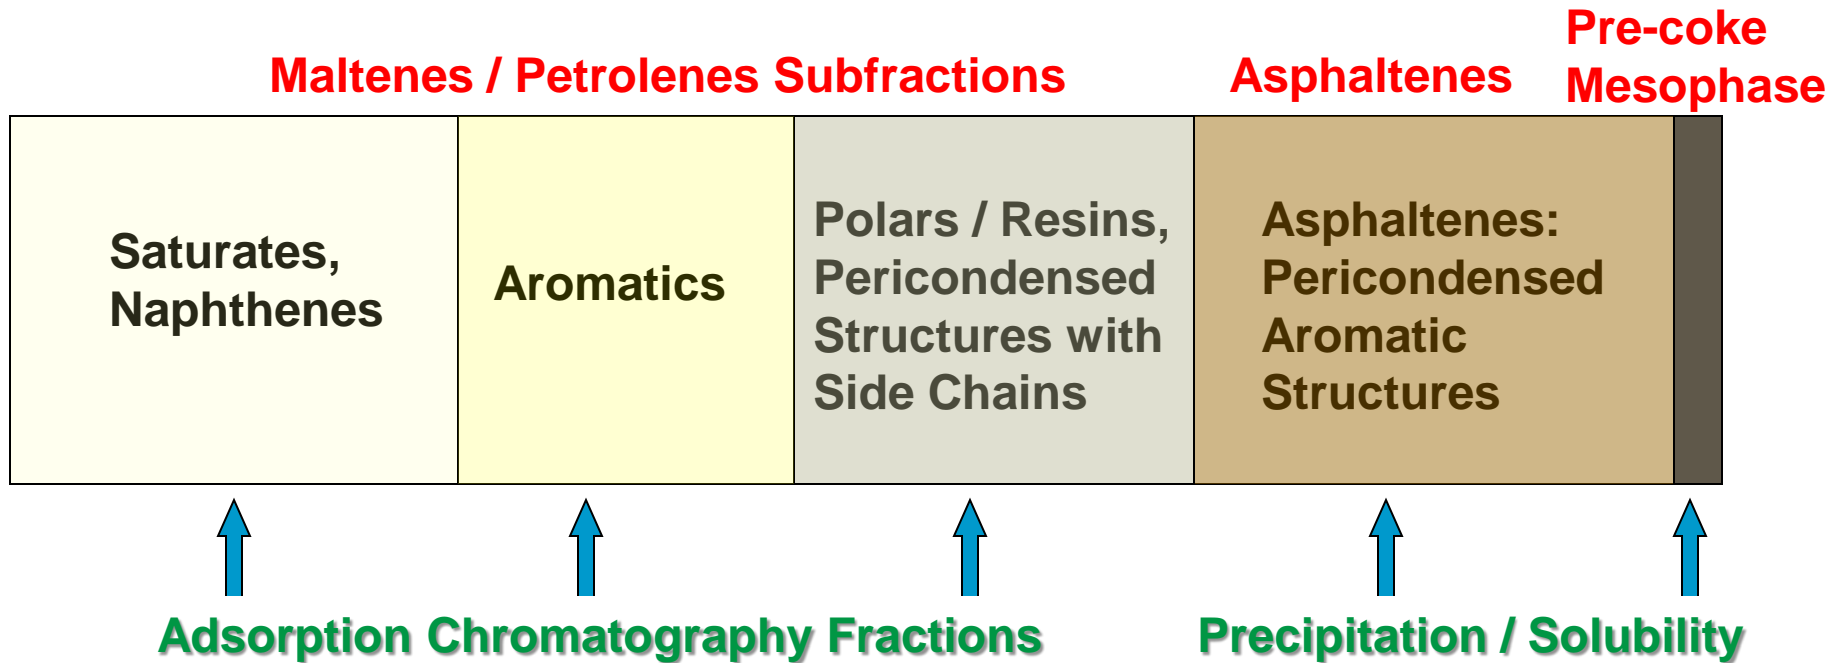 Maltenes / Petrolenes Subfractions
Asphaltenes
Pre-coke
Mesophase
Saturates,
Naphthenes
Aromatics
Polars / Resins,
Pericondensed
Structures with
Side Chains
Asphaltenes:
Pericondensed
Aromatic
Structures
Adsorption Chromatography Fractions
Precipitation / Solubility